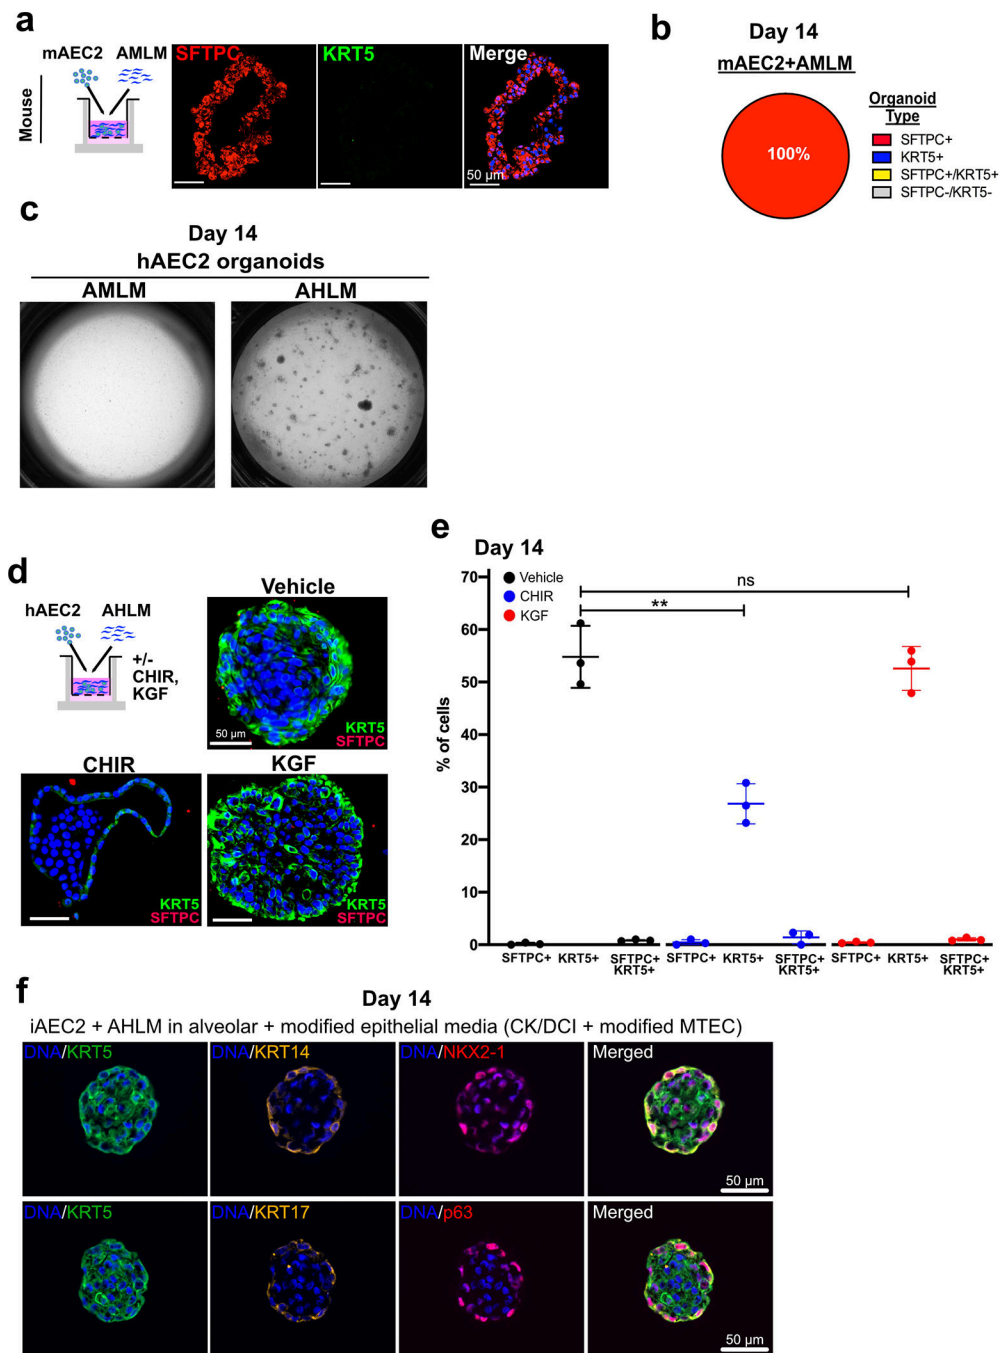 a
mAEC2 AMLM
Mouse
SFTPC
KRT5
Merge
50 µm
b
Day 14
mAEC2+AMLM
100%
Organoid
Type
SFTPC+
KRT5+
SFTPC+/KRT5+
SFTPC-/KRT5-
c
Day 14
hAEC2 organoids
AMLM
AHLM
d
hAEC2 AHLM
+/-
CHIR,
KGF
Vehicle
50 µm
KRT5
SFTPC
CHIR
KRT5
SFTPC
KGF
KRT5
SFTPC
e
Day 14
Vehicle
CHIR
KGF
ns
**
% of cells
70
60
50
40
30
20
10
0
SFTPC+
KRT5+
SFTPC+
KRT5+
SFTPC+
KRT5+
SFTPC+
KRT5+
SFTPC+
KRT5+
SFTPC+
KRT5+
f
Day 14
iAEC2 + AHLM in alveolar + modified epithelial media (CK/DCI + modified MTEC)
DNA/KRT5
DNA/KRT14
DNA/NKX2-1
Merged
50 µm
DNA/KRT5
DNA/KRT17
DNA/p63
Merged
50 µm